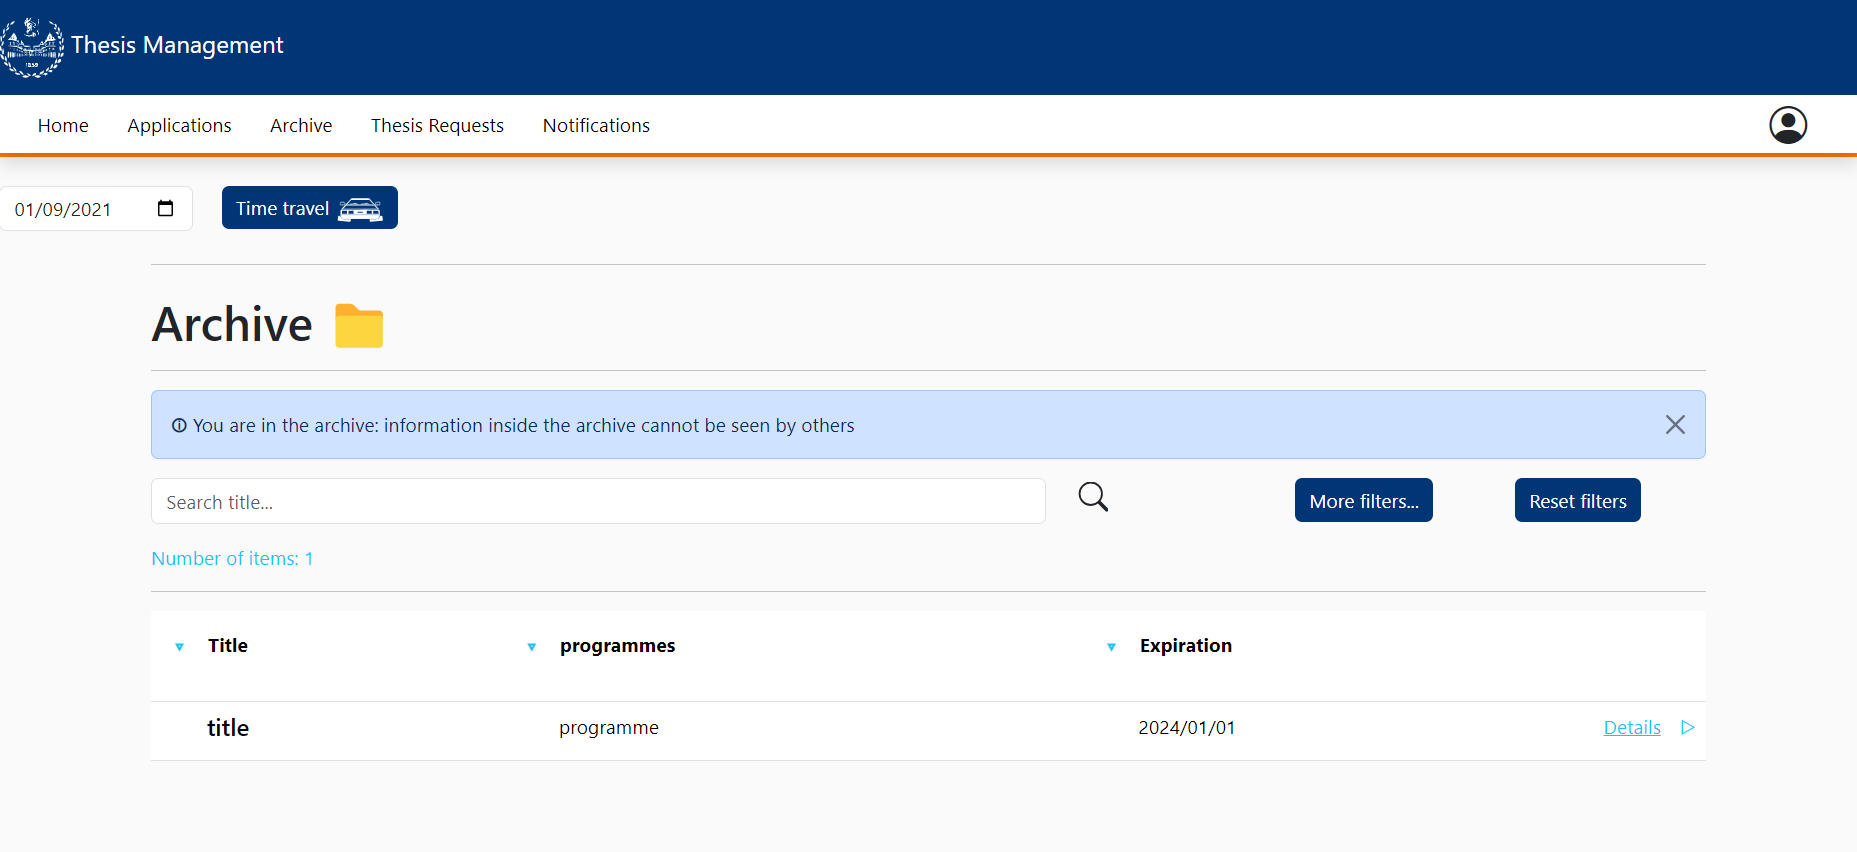 1859
Thesis Management
Home Applications Archive Thesis Requests Notifications
01/09/2021 Time travel
Archive
You are in the archive: information inside the archive cannot be seen by others
Search title... More filters... Reset filters
Number of items: 1
Title programmes Expiration
title programme 2024/01/01 Details